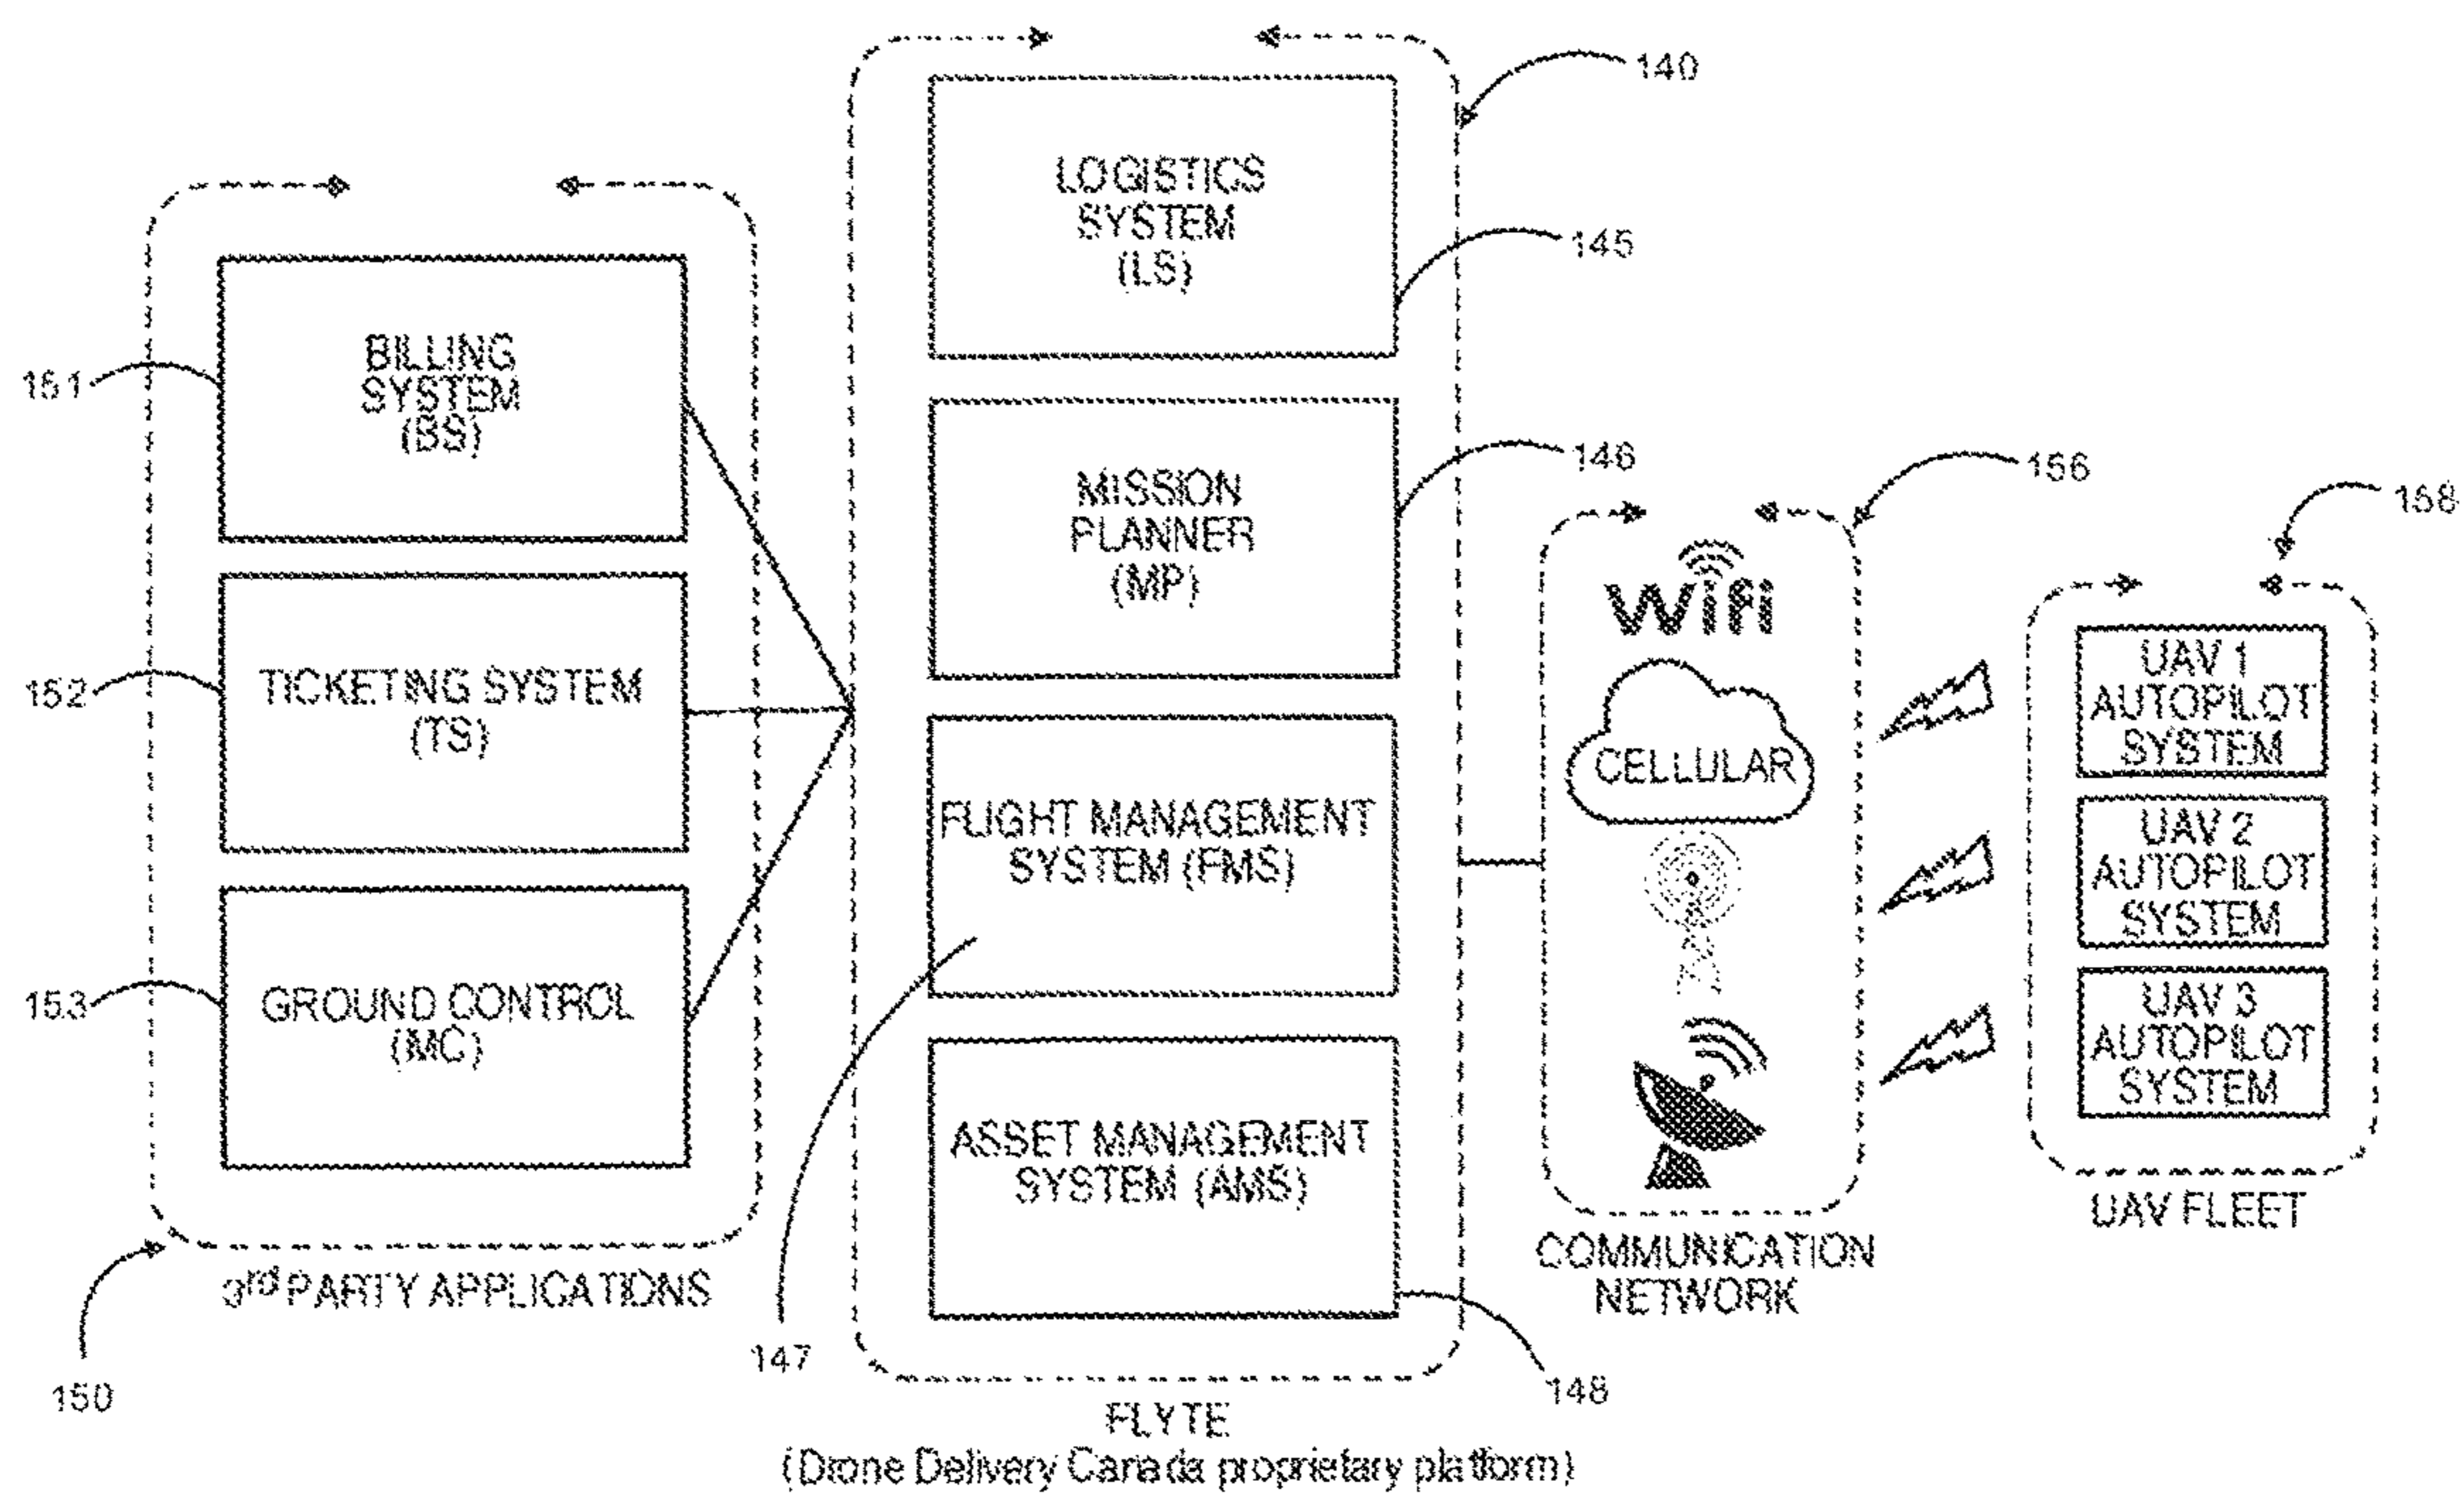 140
LOGISTICS
SYSTEM
(LS)
145
BILLING
SYSTEM
(BS)
151
MISSION
PLANNER
(MP)
146
156
158
WiFi
TICKETING SYSTEM
(TS)
152
CELLULAR
UAV 1
AUTOPILOT
SYSTEM
FLIGHT MANAGEMENT
SYSTEM (FMS)
147
UAV 2
AUTOPILOT
SYSTEM
GROUND CONTROL
(MC)
153
UAV 3
AUTOPILOT
SYSTEM
ASSET MANAGEMENT
SYSTEM (AMS)
148
UAV FLEET
COMMUNICATION
NETWORK
3rd PARTY APPLICATIONS
150
FLYTE
(Drone Delivery Canada proprietary platform)